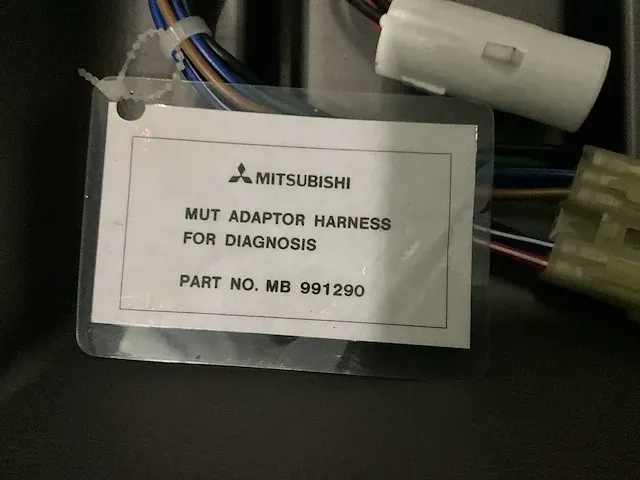 MITSUBISHI
MUT ADAPTOR HARNESS
FOR DIAGNOSIS
PART NO. MB 991290